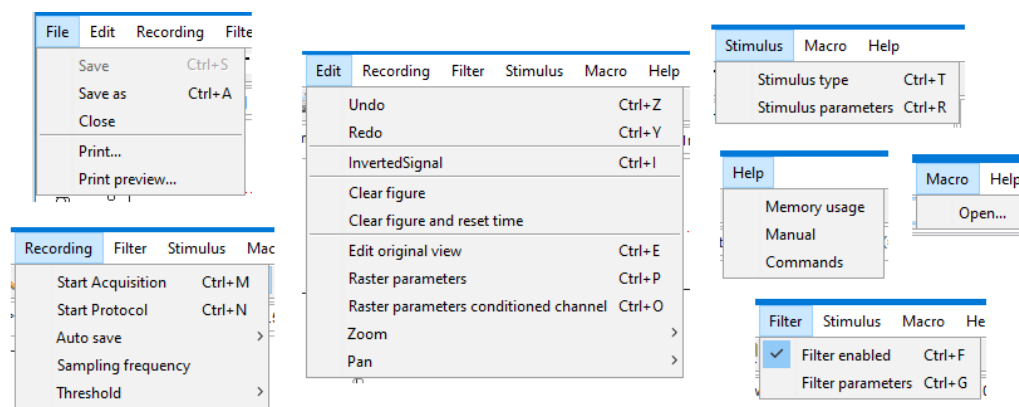 File Edit Recording Filte
Save Ctrl+S
Save as Ctrl+A
Close
Print...
Print preview...
Recording Filter Stimulus Mac
Start Acquisition Ctrl+M
Start Protocol Ctrl+N
Auto save
Sampling frequency
Threshold
Edit Recording Filter Stimulus Macro Help
Undo Ctrl+Z
Redo Ctrl+Y
InvertedSignal Ctrl+I
Clear figure
Clear figure and reset time
Edit original view Ctrl+E
Raster parameters Ctrl+P
Raster parameters conditioned channel Ctrl+O
Zoom
Pan
Stimulus Macro Help
Stimulus type Ctrl+T
Stimulus parameters Ctrl+R
Help
Memory usage
Manual
Commands
Macro Help
Open...
Filter Stimulus Macro He
Filter enabled Ctrl+F
Filter parameters Ctrl+G